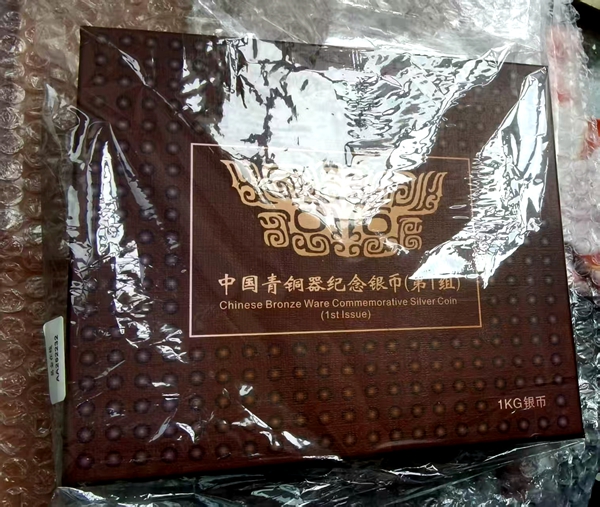 中国青铜器纪念银币(第1组)
Chinese Bronze Ware Commemorative Silver Coin
(1st Issue)
1KG银币